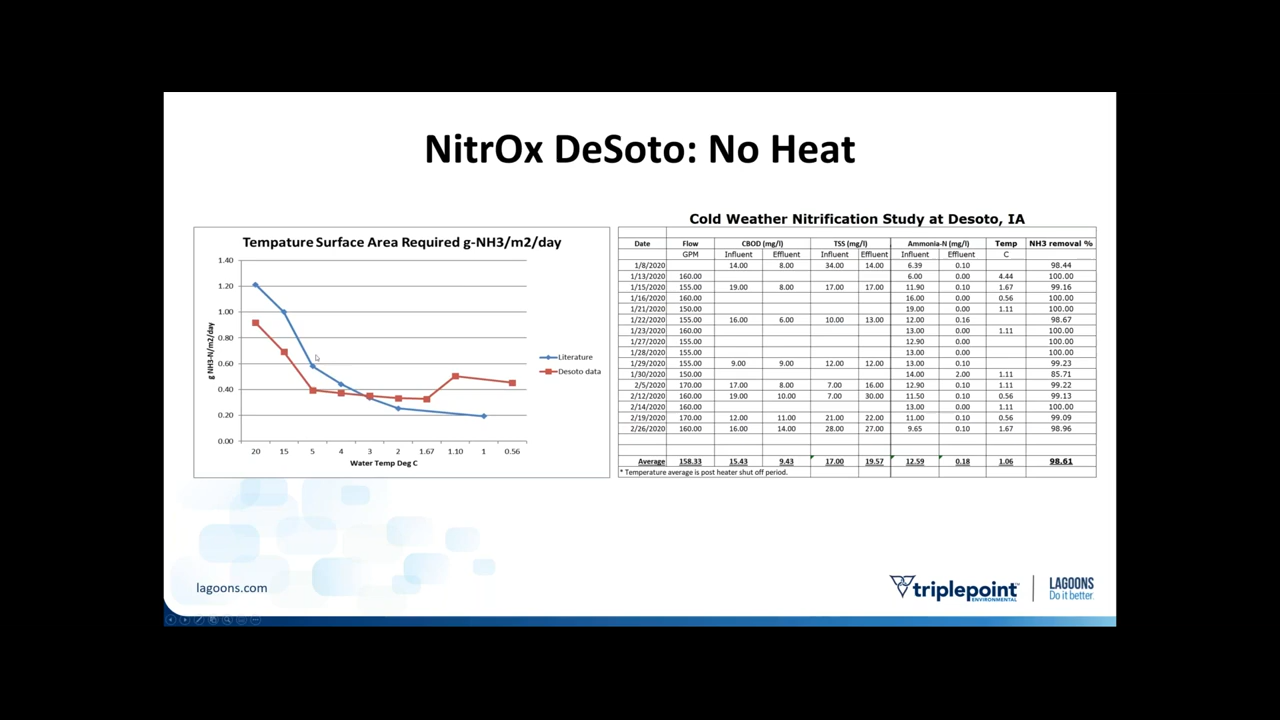 NitrOx DeSoto: No Heat
Tempature Surface Area Required g-NH3/m2/day
1.40
1.20
1.00
0.80
0.60
0.40
0.20
0.00
g NH3-N/m2/day
20 15 5 4 3 2 1.67 1.10 1 0.56
Water Temp Deg C
Literature
Desoto data
Cold Weather Nitrification Study at Desoto, IA
Date Flow CBOD (mg/l) TSS (mg/l) Ammonia-N (mg/l) Temp NH3 removal %
GPM Influent Effluent Influent Effluent Influent Effluent C
1/8/2020 14.00 8.00 34.00 14.00 6.39 0.10 98.44
1/13/2020 160.00 6.00 0.00 4.44 100.00
1/15/2020 155.00 19.00 8.00 17.00 17.00 11.90 0.10 1.67 99.16
1/16/2020 160.00 16.00 0.00 0.56 100.00
1/21/2020 150.00 19.00 0.00 1.11 100.00
1/22/2020 155.00 16.00 6.00 10.00 13.00 12.00 0.16 98.67
1/23/2020 160.00 13.00 0.00 1.11 100.00
1/27/2020 155.00 12.90 0.00 100.00
1/28/2020 155.00 13.00 0.00 100.00
1/29/2020 155.00 9.00 9.00 12.00 12.00 13.00 0.10 99.23
1/30/2020 150.00 14.00 2.00 1.11 85.71
2/5/2020 170.00 17.00 8.00 7.00 16.00 12.90 0.10 1.11 99.22
2/12/2020 160.00 19.00 10.00 7.00 30.00 11.50 0.10 0.56 99.13
2/14/2020 160.00 13.00 0.00 1.11 100.00
2/19/2020 170.00 12.00 11.00 21.00 22.00 11.00 0.10 0.56 99.09
2/26/2020 160.00 16.00 14.00 28.00 27.00 9.65 0.10 1.67 98.96
Average 158.33 15.43 9.43 17.00 19.57 12.59 0.18 1.06 98.61
* Temperature average is post heater shut off period.
lagoons.com
triplepoint™
ENVIRONMENTAL
LAGOONS
Do it better.